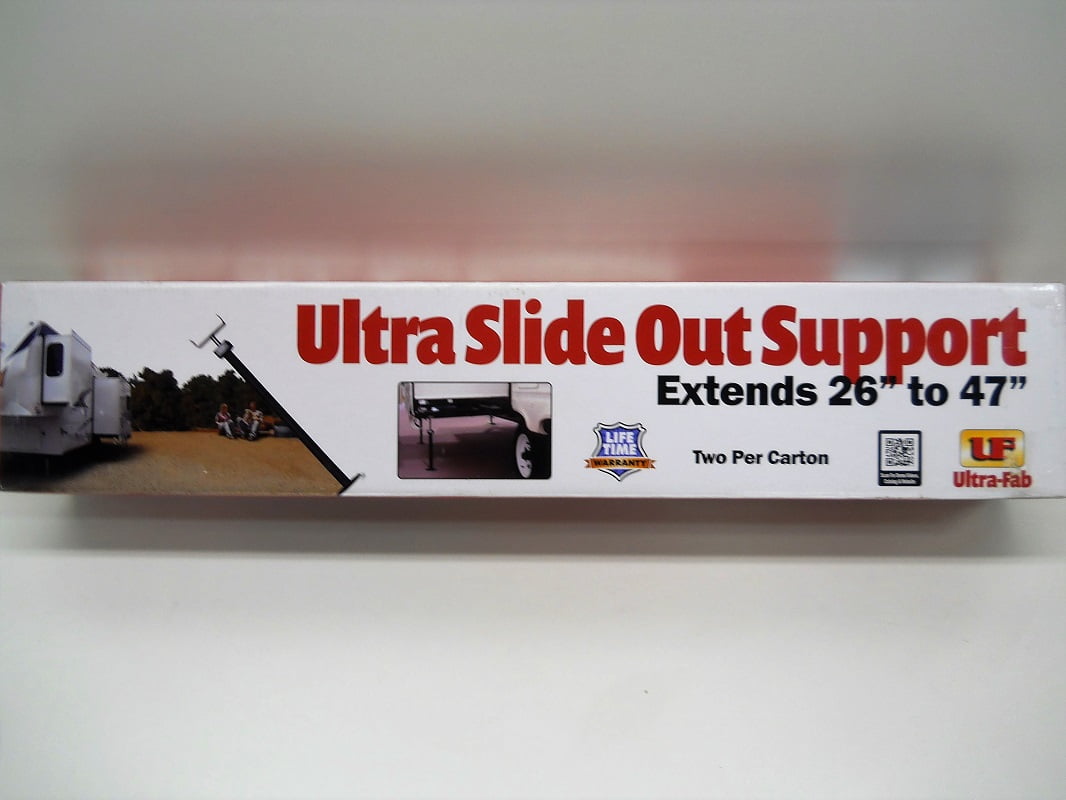 Ultra Slide Out Support
Extends 26” to 47”
LIFE
TIME
WARRANTY
Two Per Carton
UF
Ultra-Fab